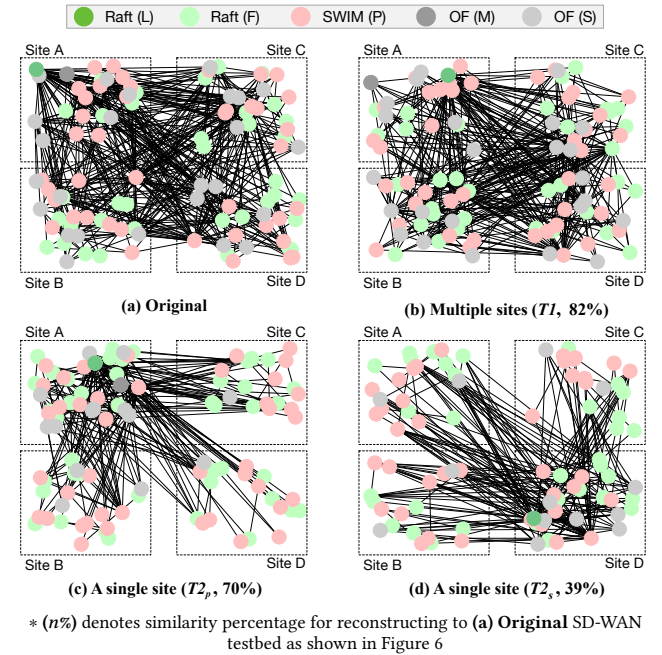 Raft (L) Raft (F) SWIM (P) OF (M) OF (S)
Site A Site C
Site B Site D
(a) Original
Site A Site C
Site B Site D
(b) Multiple sites (T1, 82%)
Site A Site C
Site B Site D
(c) A single site (T2p, 70%)
Site A Site C
Site B Site D
(d) A single site (T2s, 39%)
* (n%) denotes similarity percentage for reconstructing to (a) Original SD-WAN
testbed as shown in Figure 6